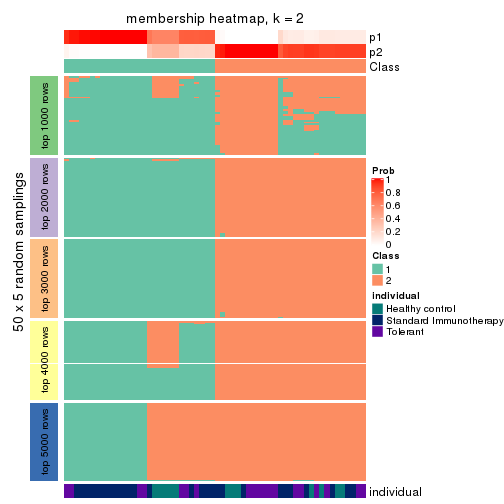 membership heatmap, k = 2
p1
p2
Class
50 x 5 random samplings
top 1000 rows
top 2000 rows
top 3000 rows
top 4000 rows
top 5000 rows
Prob
1
0.8
0.6
0.4
0.2
0
Class
1
2
individual
Healthy control
Standard Immunotherapy
Tolerant
individual